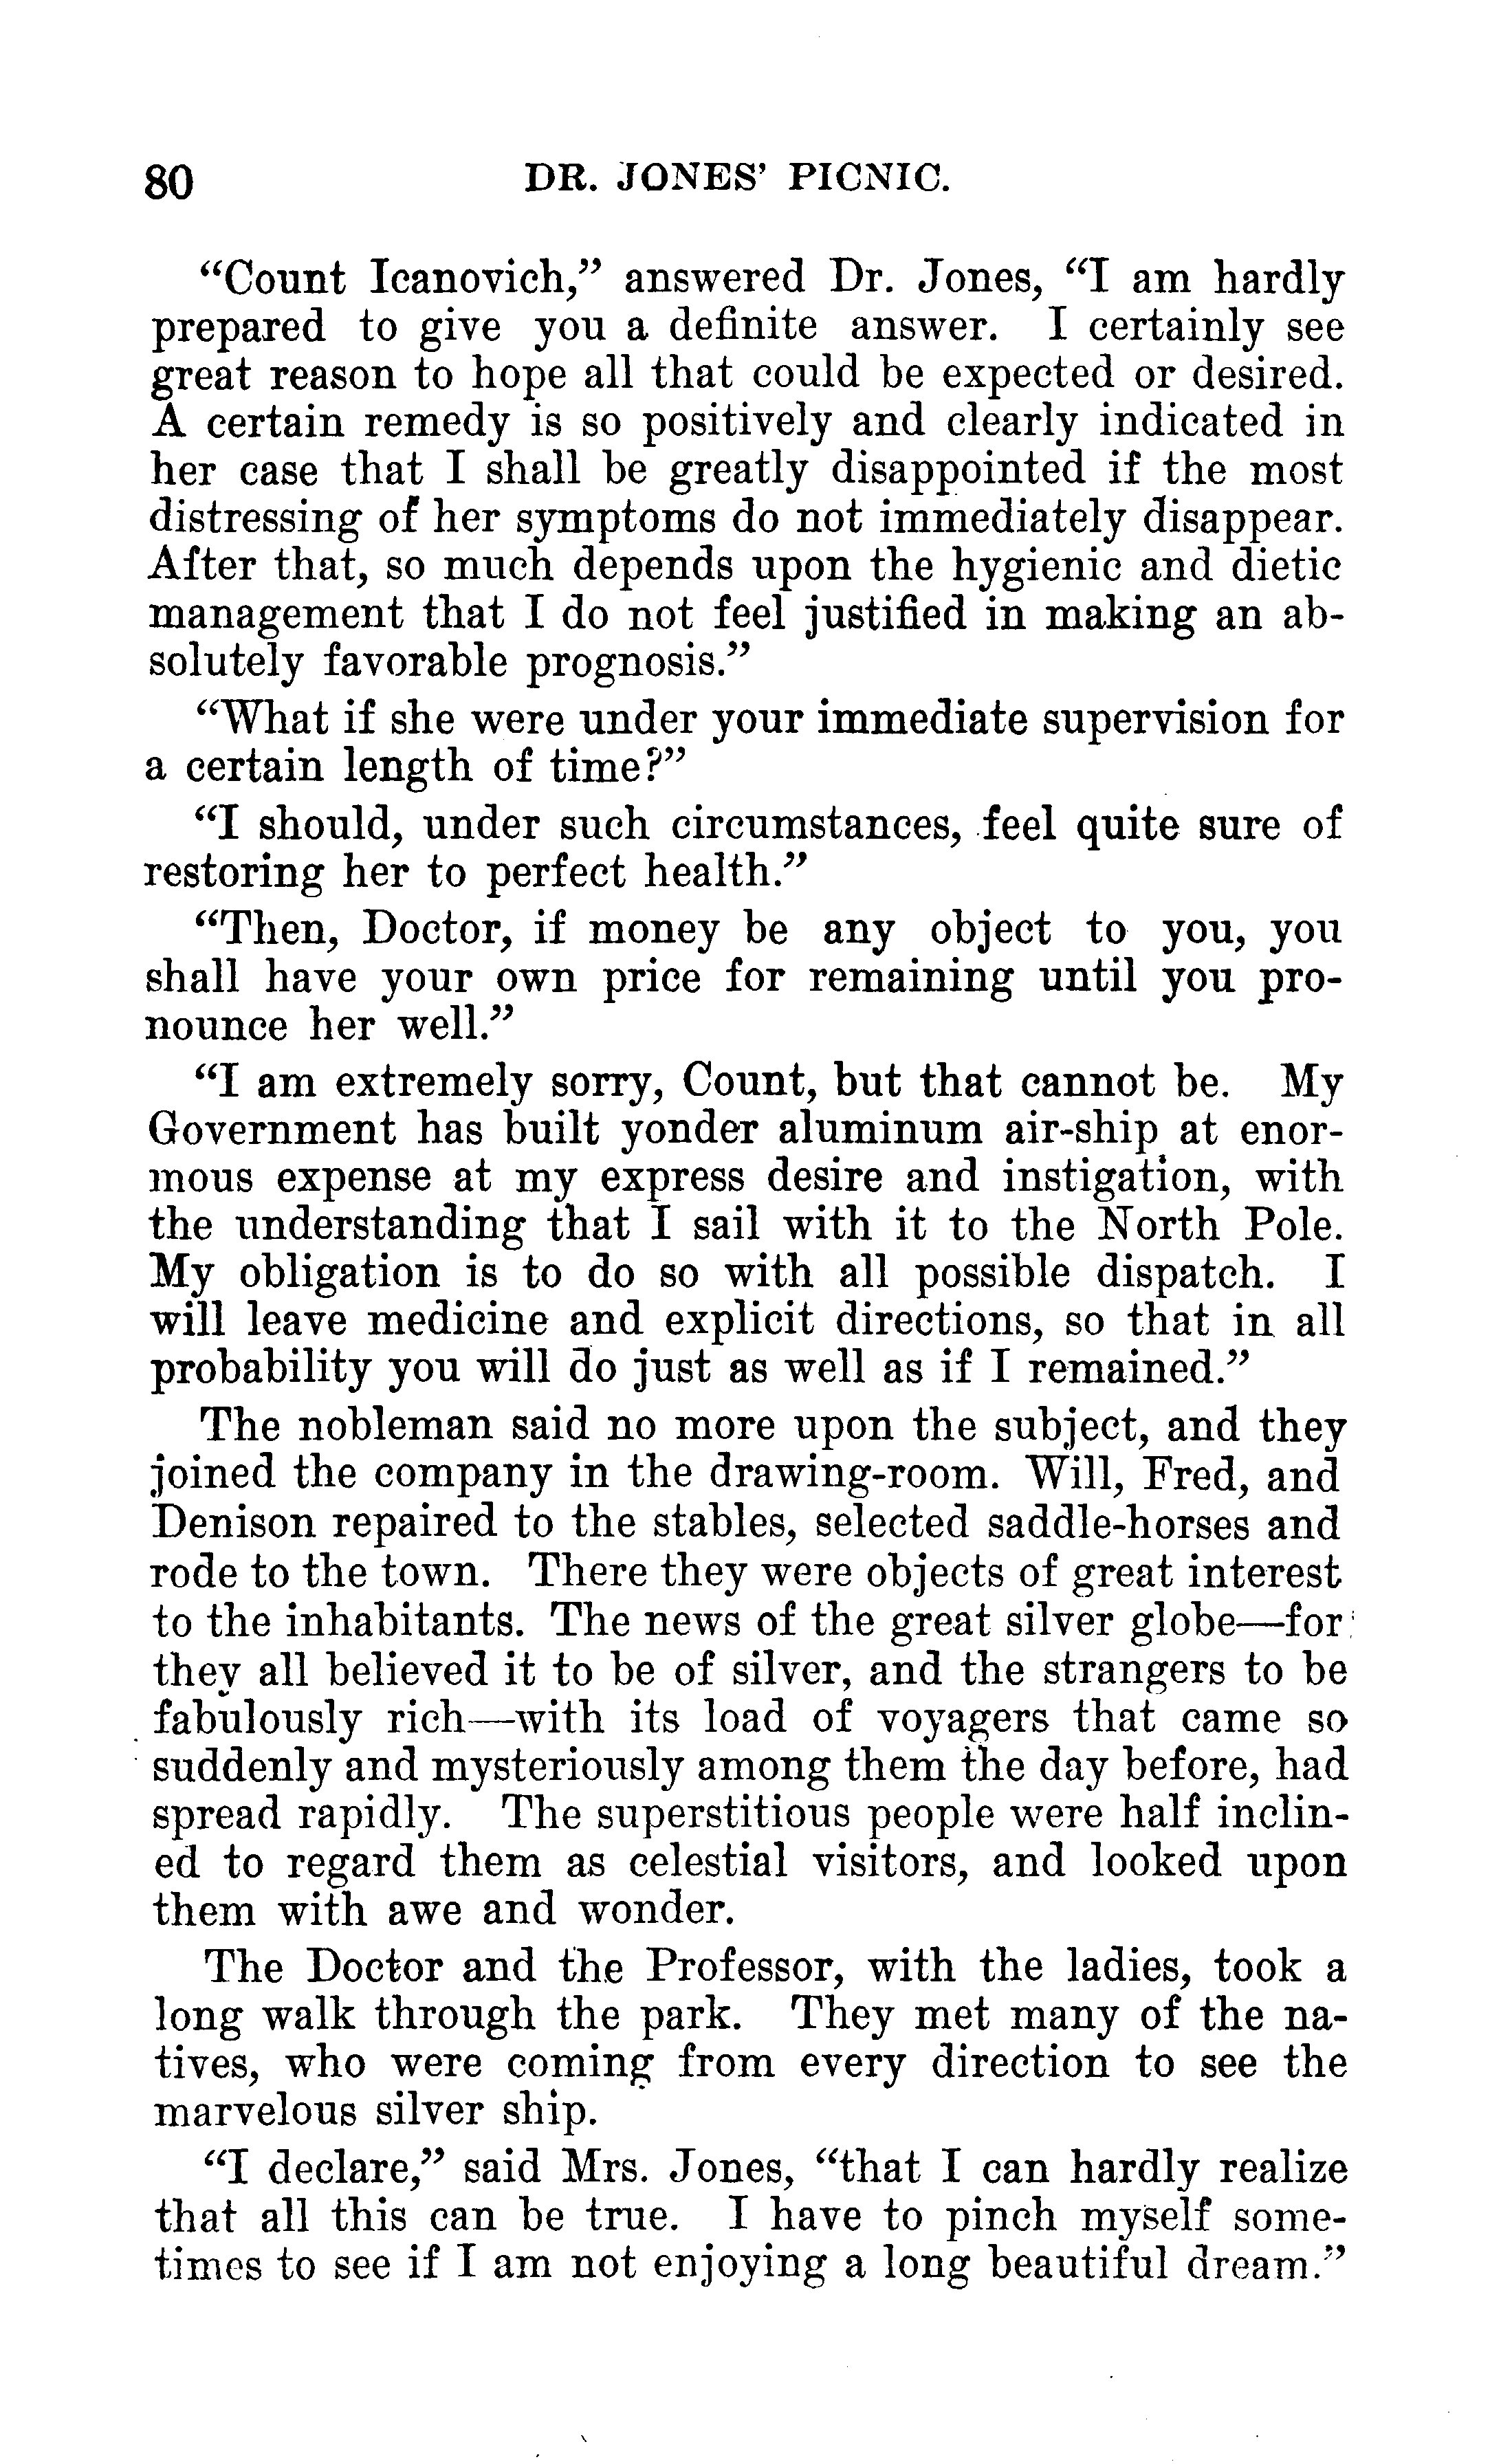 80 DR. JONES' PICNIC.
"Count Icanovich," answered Dr. Jones, "I am hardly
prepared to give you a definite answer. I certainly see
great reason to hope all that could be expected or desired.
A certain remedy is so positively and clearly indicated in
her case that I shall be greatly disappointed if the most
distressing of her symptoms do not immediately disappear.
After that, so much depends upon the hygienic and dietic
management that I do not feel justified in making an ab-
solutely favorable prognosis."
"What if she were under your immediate supervision for
a certain length of time?"
"I should, under such circumstances, feel quite sure of
restoring her to perfect health."
"Then, Doctor, if money be any object to you, you
shall have your own price for remaining until you pro-
nounce her well."
"I am extremely sorry, Count, but that cannot be. My
Government has built yonder aluminum air-ship at enor-
mous expense at my express desire and instigation, with
the understanding that I sail with it to the North Pole.
My obligation is to do so with all possible dispatch. I
will leave medicine and explicit directions, so that in all
probability you will do just as well as if I remained."
The nobleman said no more upon the subject, and they
joined the company in the drawing-room. Will, Fred, and
Denison repaired to the stables, selected saddle-horses and
rode to the town. There they were objects of great interest
to the inhabitants. The news of the great silver globe—for
they all believed it to be of silver, and the strangers to be
fabulously rich—with its load of voyagers that came so
suddenly and mysteriously among them the day before, had
spread rapidly. The superstitious people were half inclin-
ed to regard them as celestial visitors, and looked upon
them with awe and wonder.
The Doctor and the Professor, with the ladies, took a
long walk through the park. They met many of the na-
tives, who were coming from every direction to see the
marvelous silver ship.
"I declare," said Mrs. Jones, "that I can hardly realize
that all this can be true. I have to pinch myself some-
times to see if I am not enjoying a long beautiful dream."